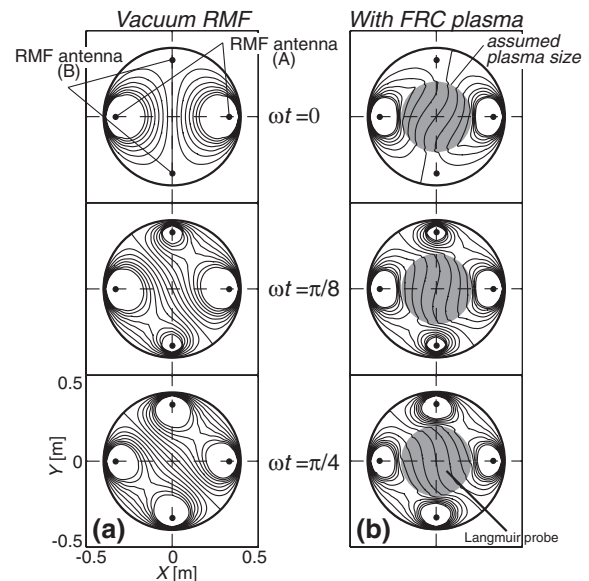 Vacuum RMF
With FRC plasma
RMF antenna
(B)
RMF antenna
(A)
assumed
plasma size
ωt =0
ωt =π/8
ωt =π/4
0.5
Y [m]
-0.5
(a)
-0.5
0
0.5
X [m]
(b)
Langmuir probe